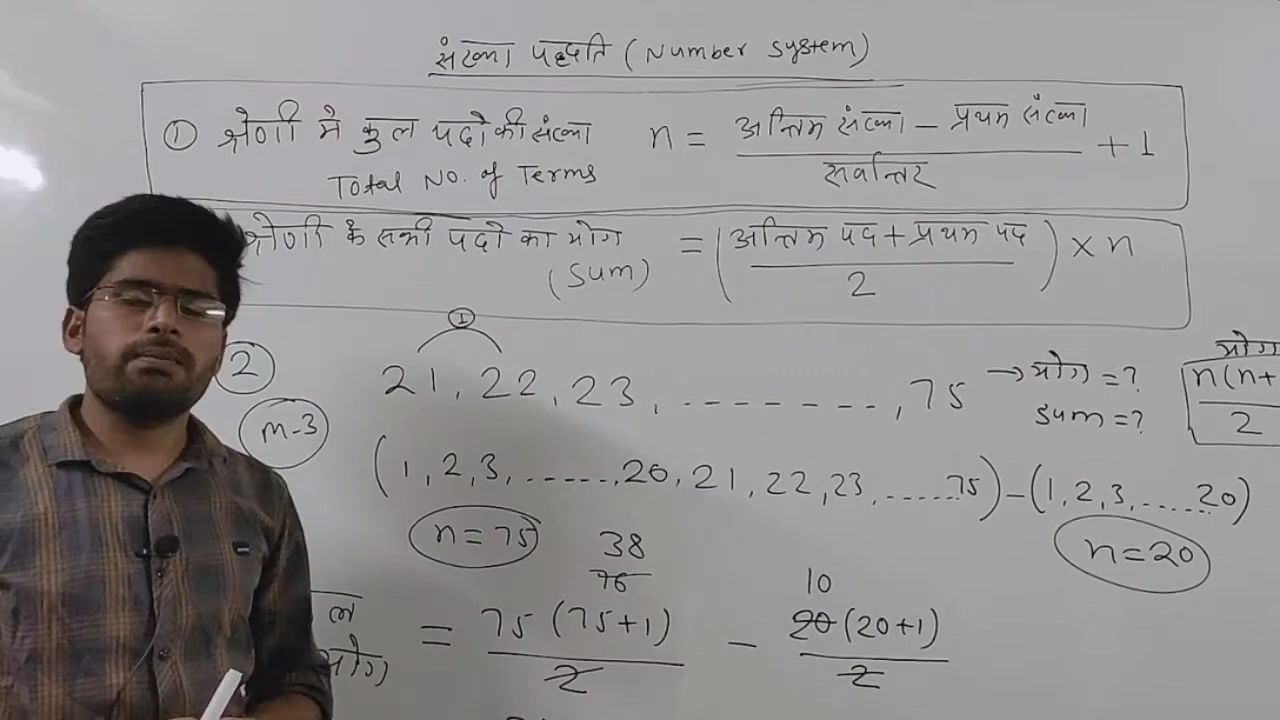 संख्या पद्धति (Number System)
① श्रेणी मे कुल पदो की संख्या n = अन्तिम संख्या - प्रथम संख्या / सर्वान्तर + 1
Total No. of Terms
श्रेणी के सभी पदो का योग = (अन्तिम पद + प्रथम पद / 2) × n
(Sum)
①
② 21, 22, 23, - - - - - - - -, 75 → योग = ?
Sum = ?
योग
n(n+
2
M-3
(1, 2, 3, ......20, 21, 22, 23, ......75) - (1, 2, 3, ......20)
n = 75
n = 20
38
76
10
ल
योग = 75(75+1) / 2 - 20(20+1) / 2